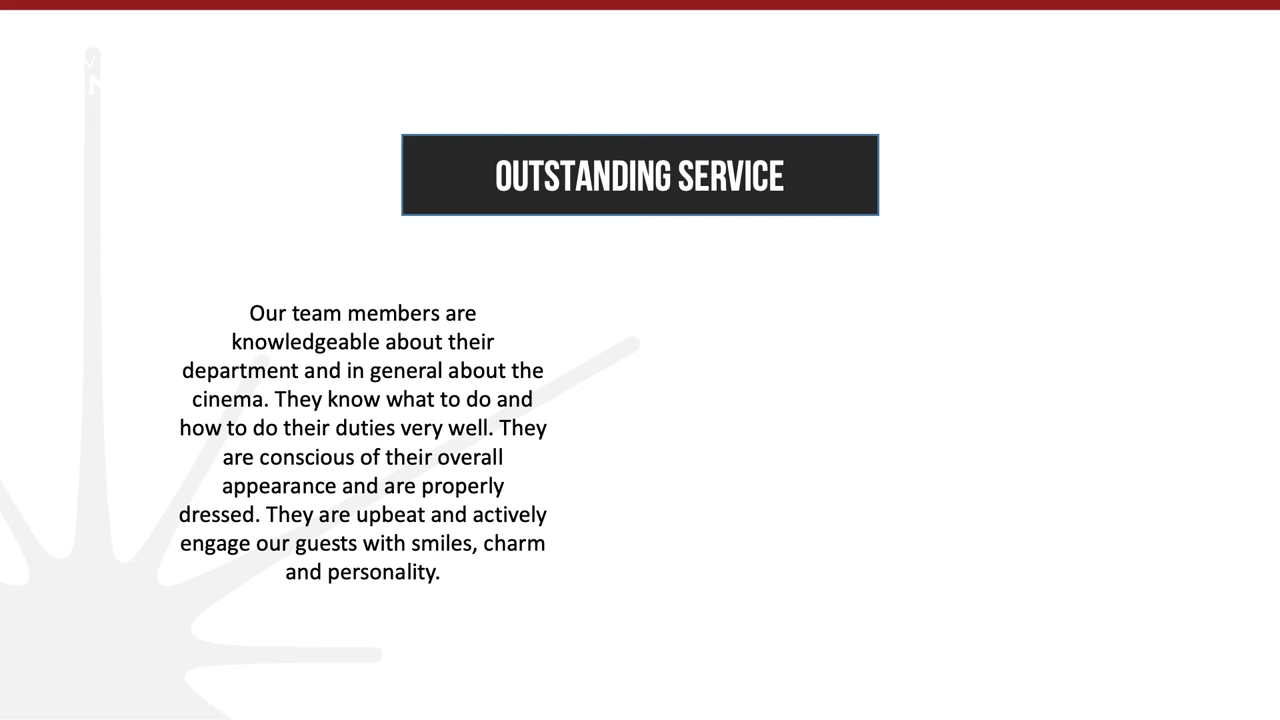 OUTSTANDING SERVICE
Our team members are
knowledgeable about their
department and in general about the
cinema. They know what to do and
how to do their duties very well. They
are conscious of their overall
appearance and are properly
dressed. They are upbeat and actively
engage our guests with smiles, charm
and personality.